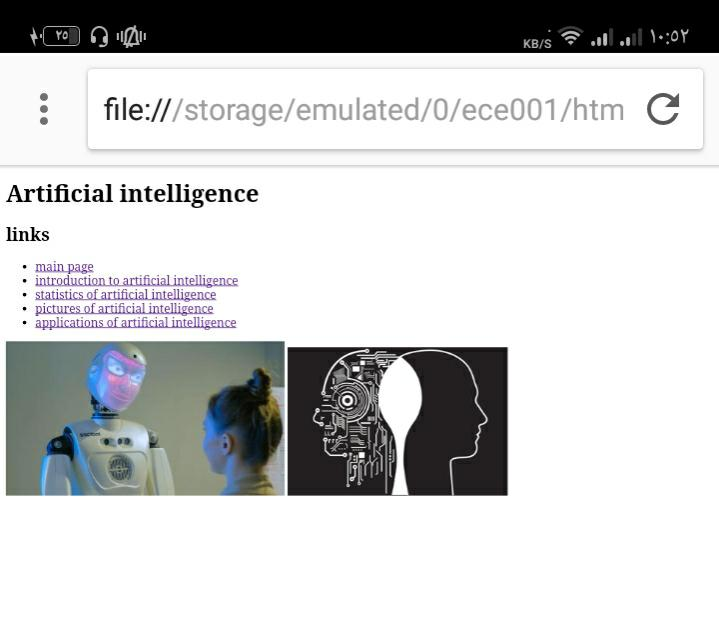 ٢٥
KB/S
١٠:٥٢
file:///storage/emulated/0/ece001/htm
Artificial intelligence
links
main page
introduction to artificial intelligence
statistics of artificial intelligence
pictures of artificial intelligence
applications of artificial intelligence